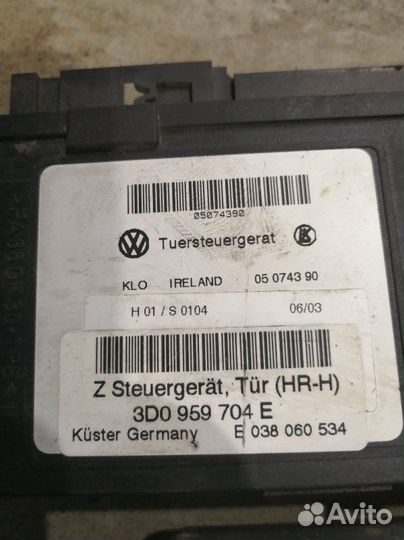 05074390
Tuersteuergerat
KLO IRELAND 05 0743 90
H 01 / S 0104 06/03
Z Steuergerät, Tür (HR-H)
3D0 959 704 E
Küster Germany E 038 060 534
Avito